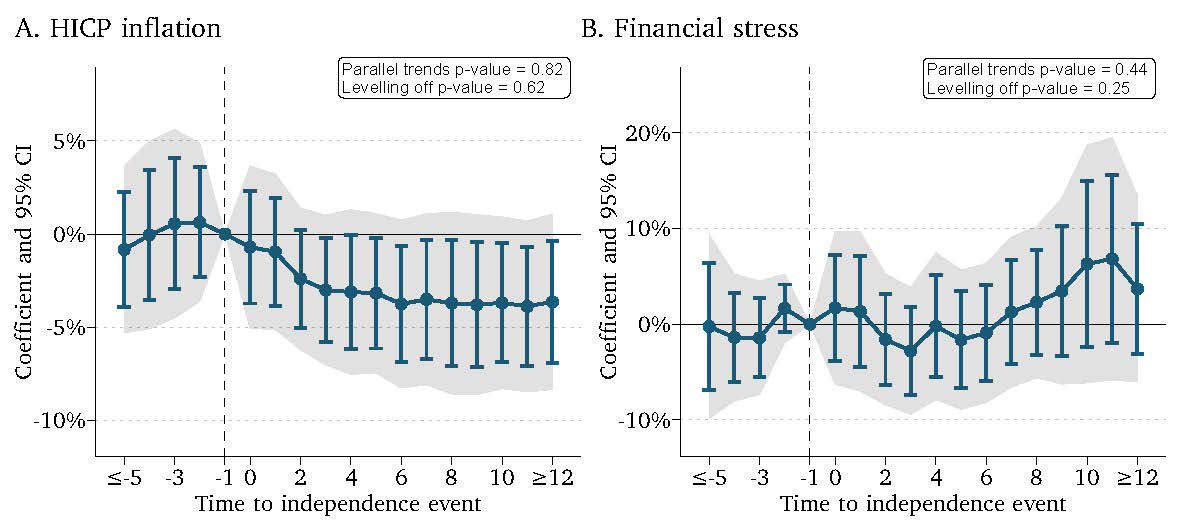 A. HICP inflation
Parallel trends p-value = 0.82
Levelling off p-value = 0.62
Coefficient and 95% CI
5%
0%
-5%
-10%
≤-5 -3 -1 0 2 4 6 8 10 ≥12
Time to independence event
B. Financial stress
Parallel trends p-value = 0.44
Levelling off p-value = 0.25
Coefficient and 95% CI
20%
10%
0%
-10%
≤-5 -3 -1 0 2 4 6 8 10 ≥12
Time to independence event